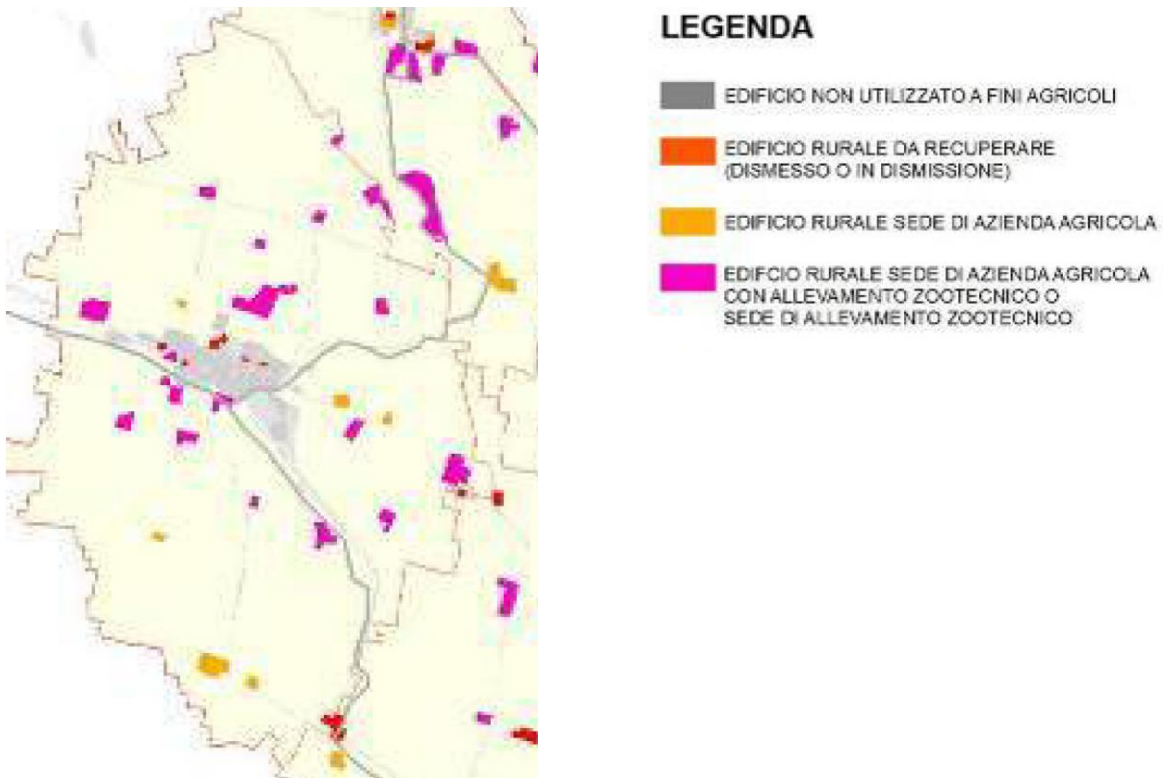 LEGENDA
EDIFICIO NON UTILIZZATO A FINI AGRICOLI
EDIFICIO RURALE DA RECUPERARE
(DISMESSO O IN DISMISSIONE)
EDIFICIO RURALE SEDE DI AZIENDA AGRICOLA
EDIFCIO RURALE SEDE DI AZIENDA AGRICOLA
CON ALLEVAMENTO ZOOTECNICO O
SEDE DI ALLEVAMENTO ZOOTECNICO